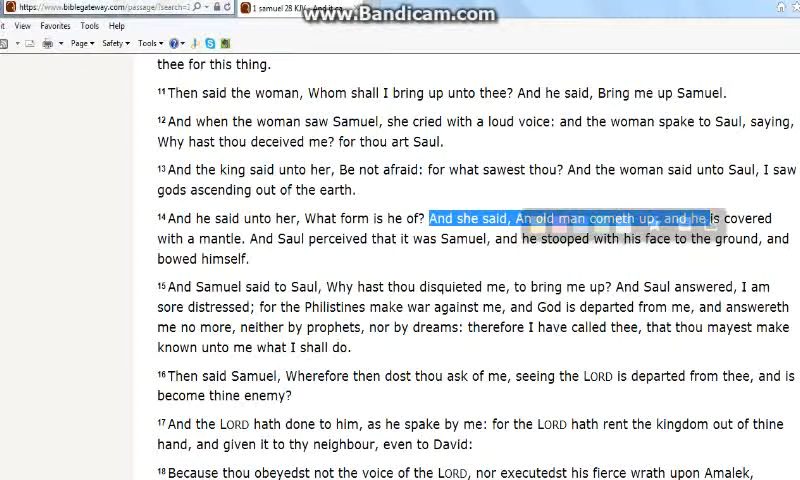 https://www.biblegateway.com/passage/?search=1
1 samuel 28 KJV - And it ca...
www.Bandicam.com
it View Favorites Tools Help
Page Safety Tools
thee for this thing.
11 Then said the woman, Whom shall I bring up unto thee? And he said, Bring me up Samuel.
12 And when the woman saw Samuel, she cried with a loud voice: and the woman spake to Saul, saying,
Why hast thou deceived me? for thou art Saul.
13 And the king said unto her, Be not afraid: for what sawest thou? And the woman said unto Saul, I saw
gods ascending out of the earth.
14 And he said unto her, What form is he of? And she said, An old man cometh up; and he is covered
with a mantle. And Saul perceived that it was Samuel, and he stooped with his face to the ground, and
bowed himself.
15 And Samuel said to Saul, Why hast thou disquieted me, to bring me up? And Saul answered, I am
sore distressed; for the Philistines make war against me, and God is departed from me, and answereth
me no more, neither by prophets, nor by dreams: therefore I have called thee, that thou mayest make
known unto me what I shall do.
16 Then said Samuel, Wherefore then dost thou ask of me, seeing the LORD is departed from thee, and is
become thine enemy?
17 And the LORD hath done to him, as he spake by me: for the LORD hath rent the kingdom out of thine
hand, and given it to thy neighbour, even to David:
18 Because thou obeyedst not the voice of the LORD, nor executedst his fierce wrath upon Amalek,